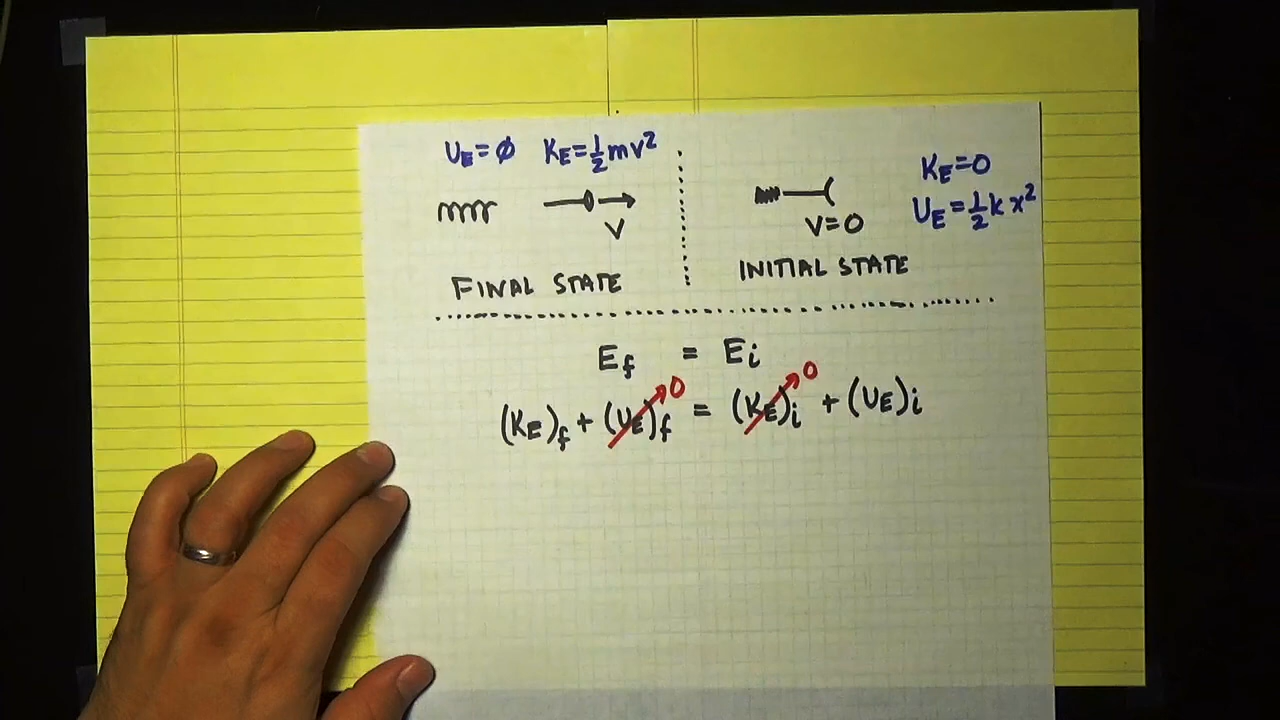 U_E=∅ K_E=½mv²
V
FINAL STATE
K_E=0
U_E=½kx²
V=0
INITIAL STATE
E_f = E_i
(K_E)_f + (U_E)_f 0 = (K_E)_i 0 + (U_E)_i